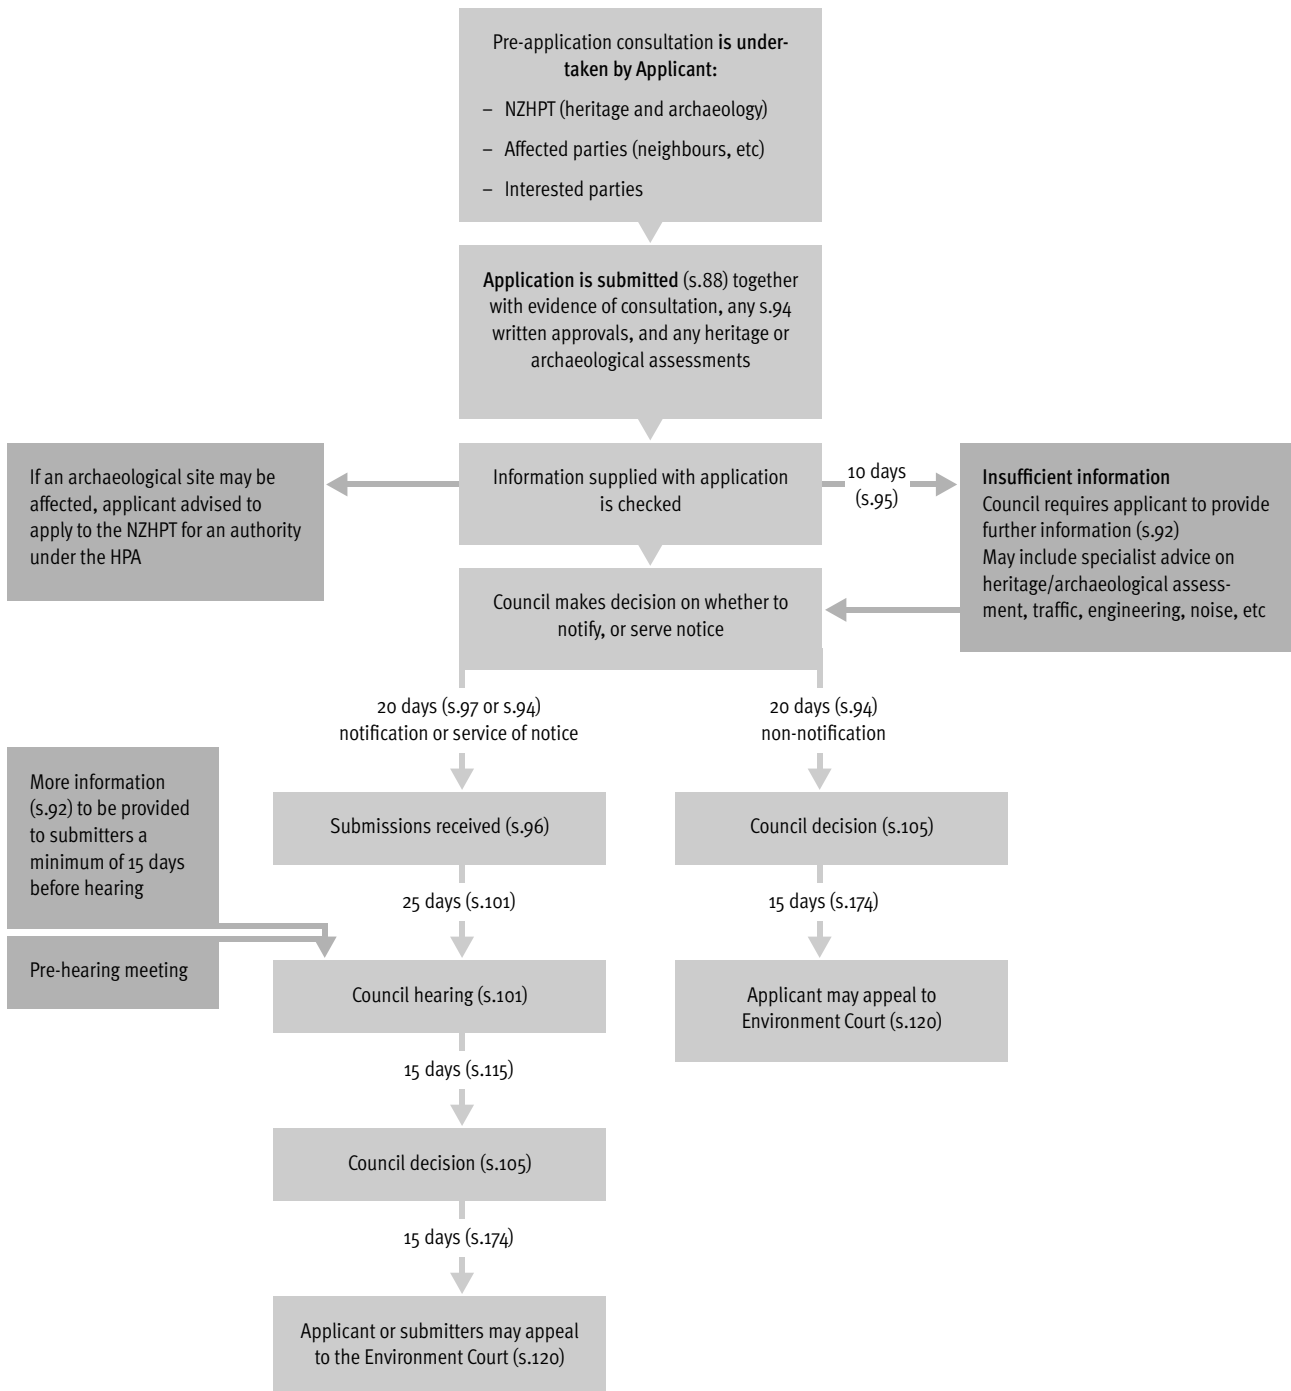 Pre-application consultation is under-
taken by Applicant:
– NZHPT (heritage and archaeology)
– Affected parties (neighbours, etc)
– Interested parties
Application is submitted (s.88) together
with evidence of consultation, any s.94
written approvals, and any heritage or
archaeological assessments
If an archaeological site may be
affected, applicant advised to
apply to the NZHPT for an authority
under the HPA
Information supplied with application
is checked
10 days
(s.95)
Insufficient information
Council requires applicant to provide
further information (s.92)
May include specialist advice on
heritage/archaeological assess-
ment, traffic, engineering, noise, etc
Council makes decision on whether to
notify, or serve notice
20 days (s.97 or s.94)
notification or service of notice
20 days (s.94)
non-notification
More information
(s.92) to be provided
to submitters a
minimum of 15 days
before hearing
Submissions received (s.96)
Council decision (s.105)
25 days (s.101)
15 days (s.174)
Pre-hearing meeting
Council hearing (s.101)
Applicant may appeal to
Environment Court (s.120)
15 days (s.115)
Council decision (s.105)
15 days (s.174)
Applicant or submitters may appeal
to the Environment Court (s.120)